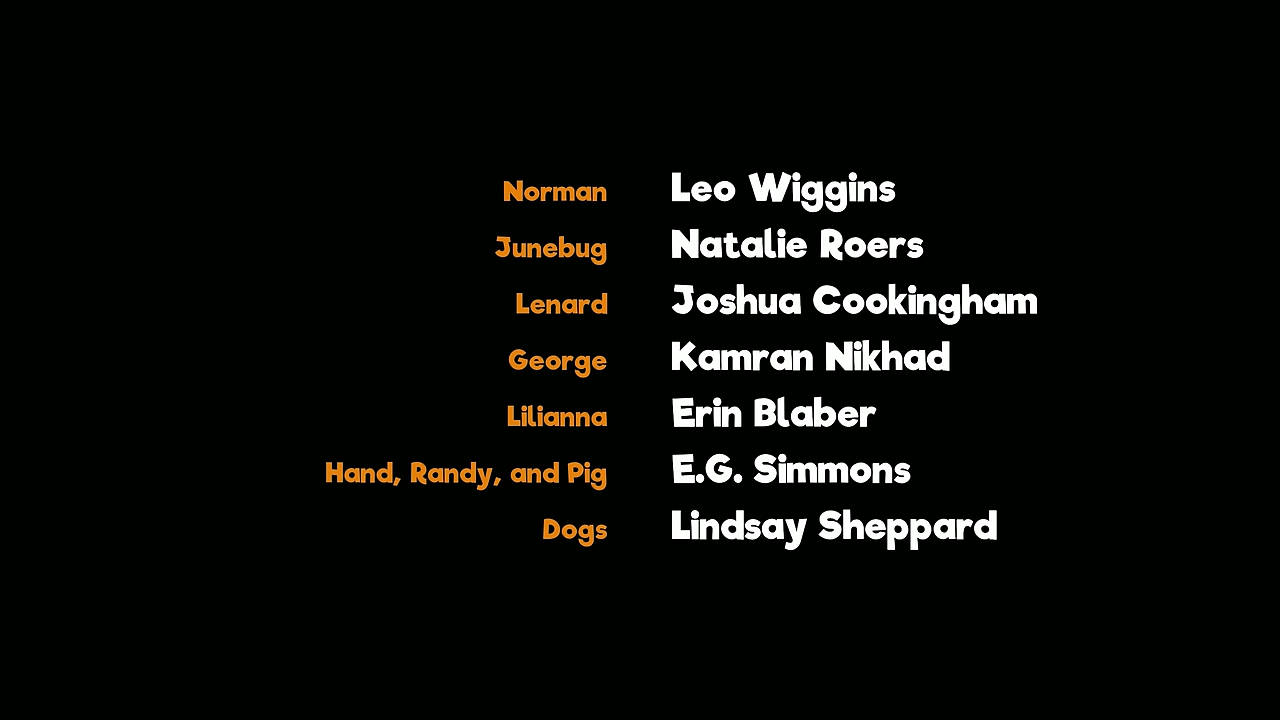 Norman Leo Wiggins
Junebug Natalie Roers
Lenard Joshua Cookingham
George Kamran Nikhad
Lilianna Erin Blaber
Hand, Randy, and Pig E.G. Simmons
Dogs Lindsay Sheppard